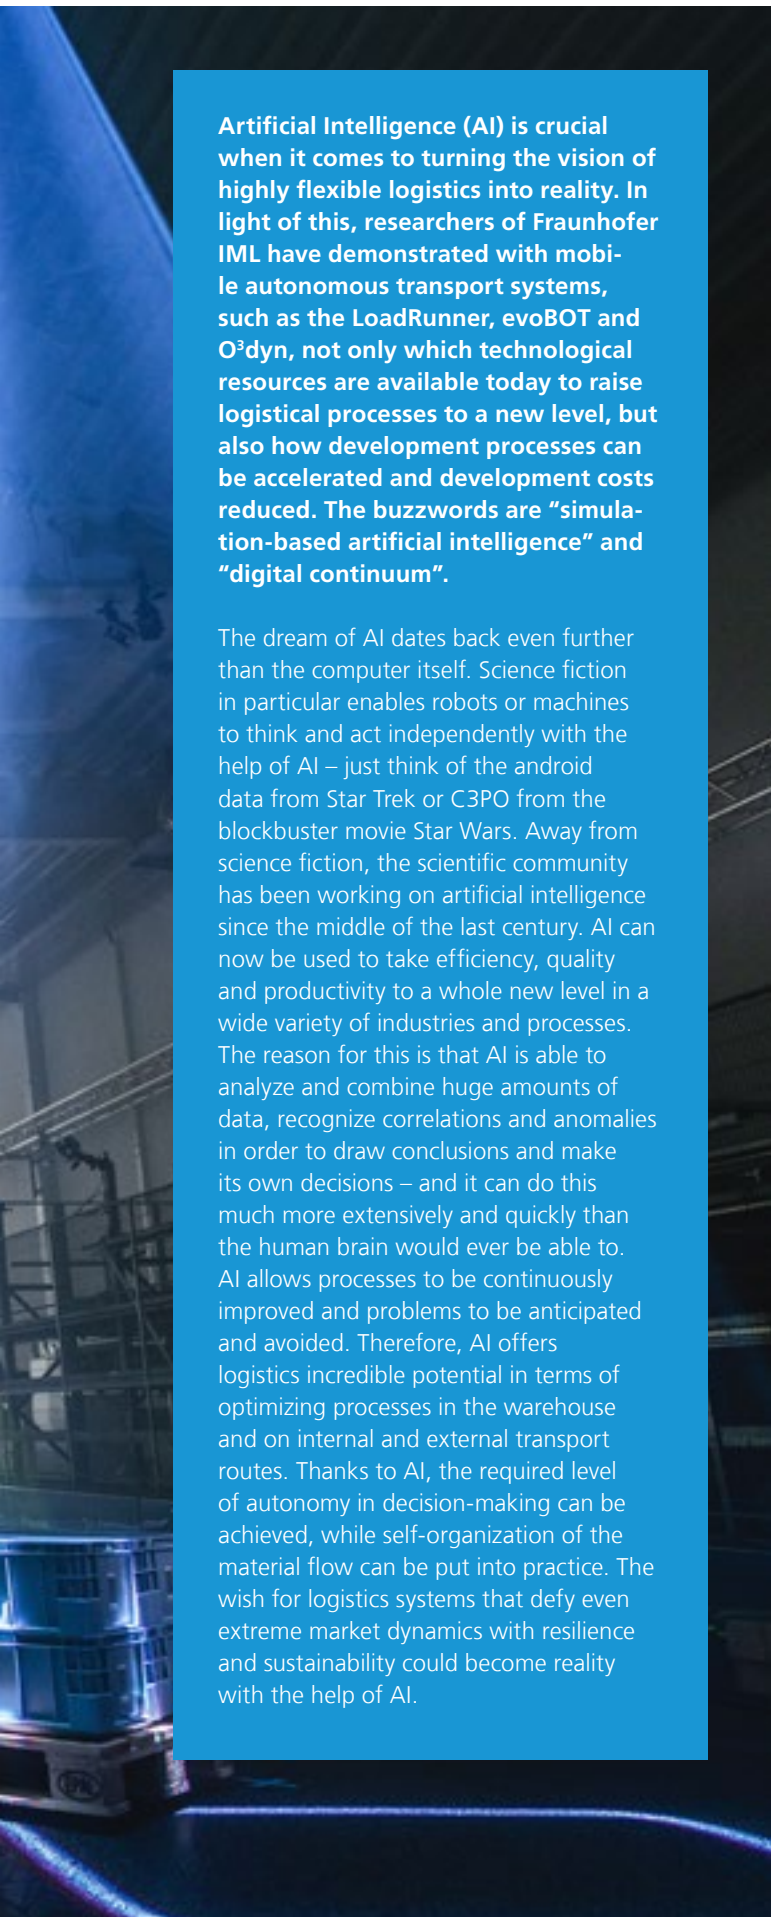 Artificial Intelligence (AI) is crucial
when it comes to turning the vision of
highly flexible logistics into reality. In
light of this, researchers of Fraunhofer
IML have demonstrated with mobi-
le autonomous transport systems,
such as the LoadRunner, evoBOT and
O³dyn, not only which technological
resources are available today to raise
logistical processes to a new level, but
also how development processes can
be accelerated and development costs
reduced. The buzzwords are “simula-
tion-based artificial intelligence” and
“digital continuum”.
The dream of AI dates back even further
than the computer itself. Science fiction
in particular enables robots or machines
to think and act independently with the
help of AI – just think of the android
data from Star Trek or C3PO from the
blockbuster movie Star Wars. Away from
science fiction, the scientific community
has been working on artificial intelligence
since the middle of the last century. AI can
now be used to take efficiency, quality
and productivity to a whole new level in a
wide variety of industries and processes.
The reason for this is that AI is able to
analyze and combine huge amounts of
data, recognize correlations and anomalies
in order to draw conclusions and make
its own decisions – and it can do this
much more extensively and quickly than
the human brain would ever be able to.
AI allows processes to be continuously
improved and problems to be anticipated
and avoided. Therefore, AI offers
logistics incredible potential in terms of
optimizing processes in the warehouse
and on internal and external transport
routes. Thanks to AI, the required level
of autonomy in decision-making can be
achieved, while self-organization of the
material flow can be put into practice. The
wish for logistics systems that defy even
extreme market dynamics with resilience
and sustainability could become reality
with the help of AI.